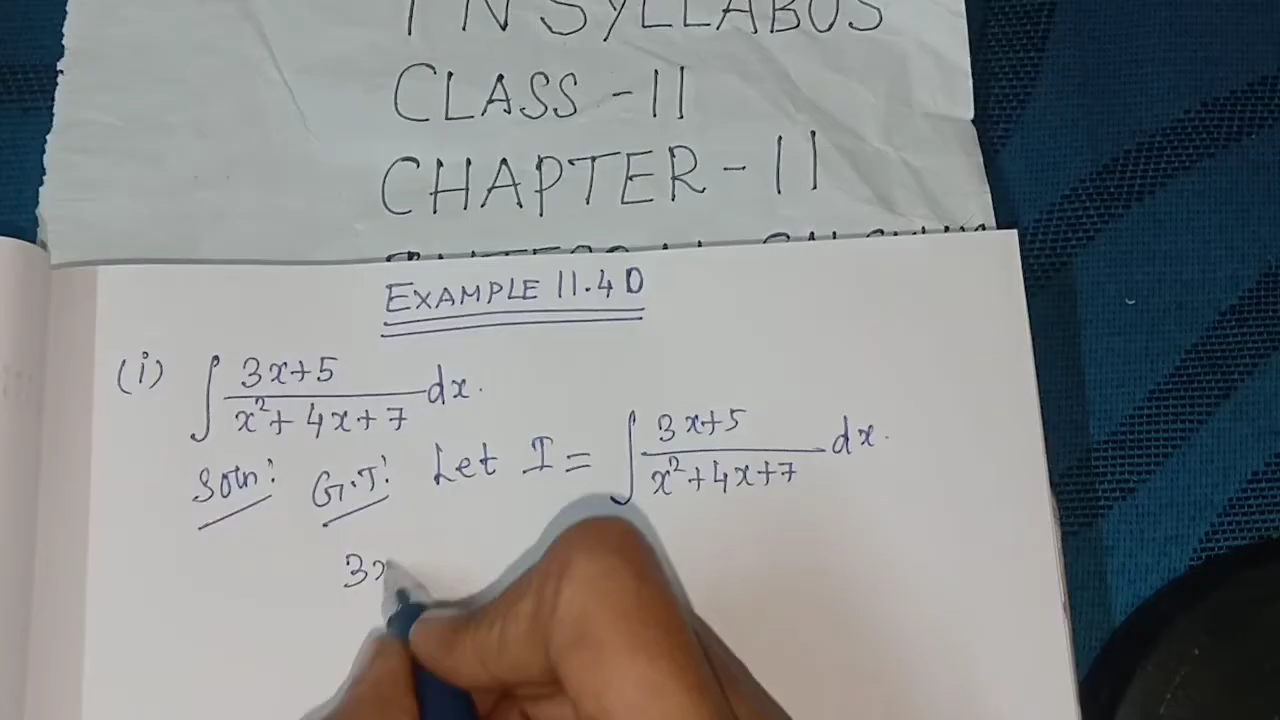 TN SYLLABUS
CLASS -11
CHAPTER - 11
EXAMPLE 11.40
(i) ∫ (3x+5)/(x²+4x+7) dx.
Soln: G.T: Let I = ∫ (3x+5)/(x²+4x+7) dx.
3x